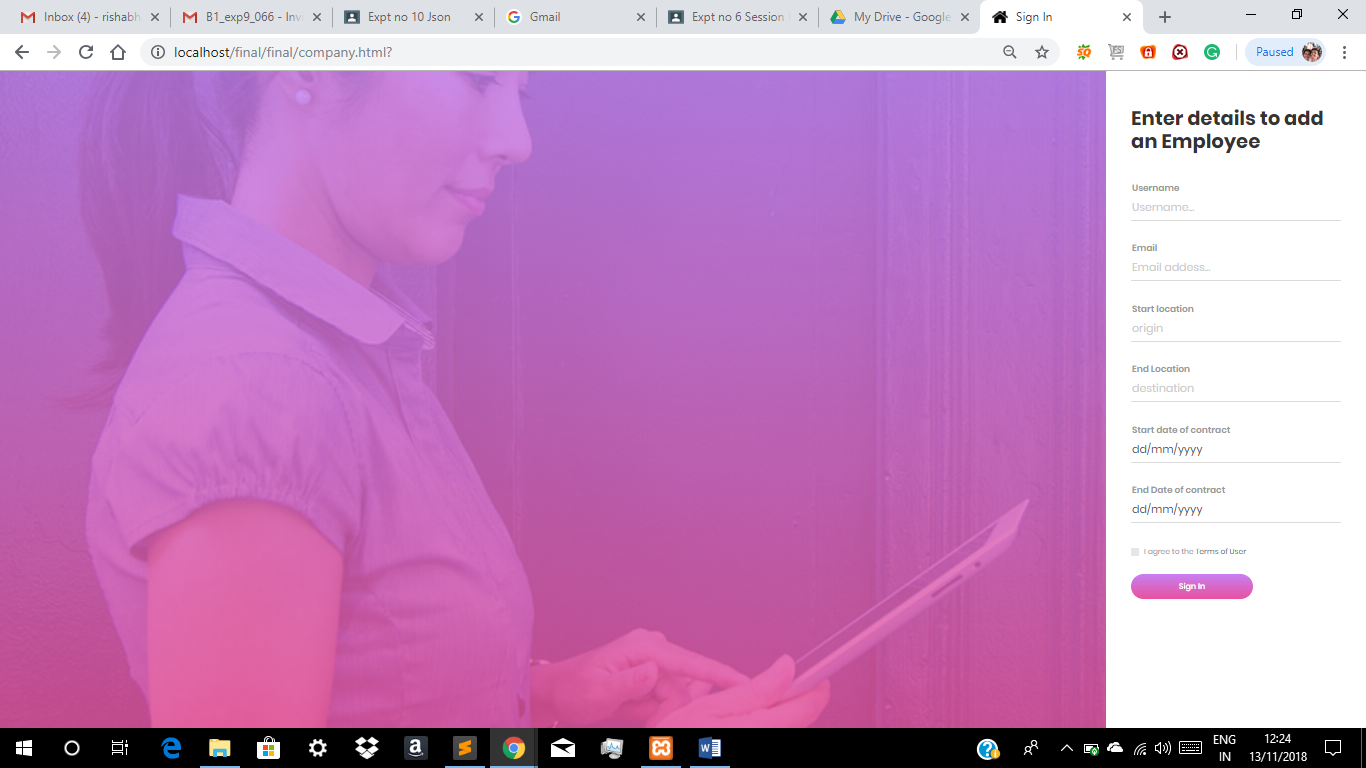 Inbox (4) - rishabh
B1_exp9_066 - Inv
Expt no 10 Json
Gmail
Expt no 6 Session
My Drive - Google
Sign In
localhost/final/final/company.html?
Paused
Enter details to add
an Employee
Username
Username...
Email
Email addess...
Start location
origin
End Location
destination
Start date of contract
dd/mm/yyyy
End Date of contract
dd/mm/yyyy
I agree to the Terms of User
Sign In
ENG
IN
12:24
13/11/2018